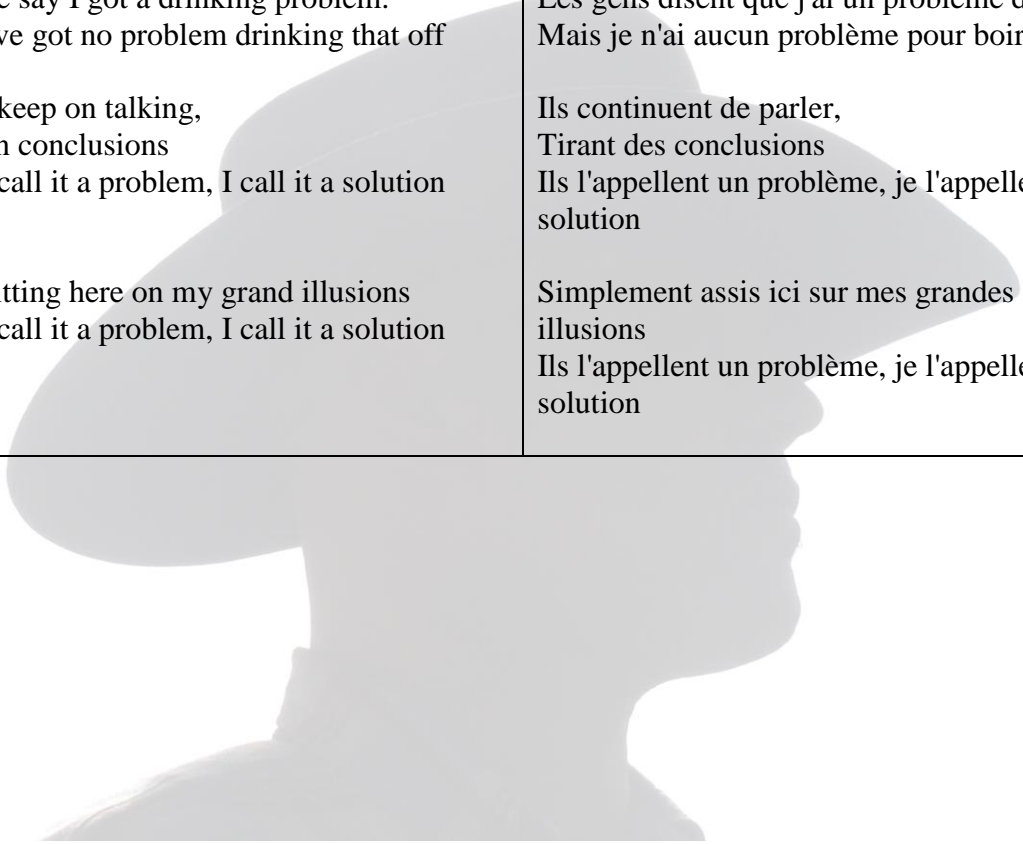 say I got a drinking problem.
got no problem drinking that off
keep on talking,
conclusions
call it a problem, I call it a solution
here on my grand illusions
call it a problem, I call it a solution
Les gens disent que j'ai un problème
Mais je n'ai aucun problème pour
Ils continuent de parler,
Tirant des conclusions
Ils l'appellent un problème, je
solution
Simplement assis ici sur mes grandes
illusions
Ils l'appellent un problème, je
solution